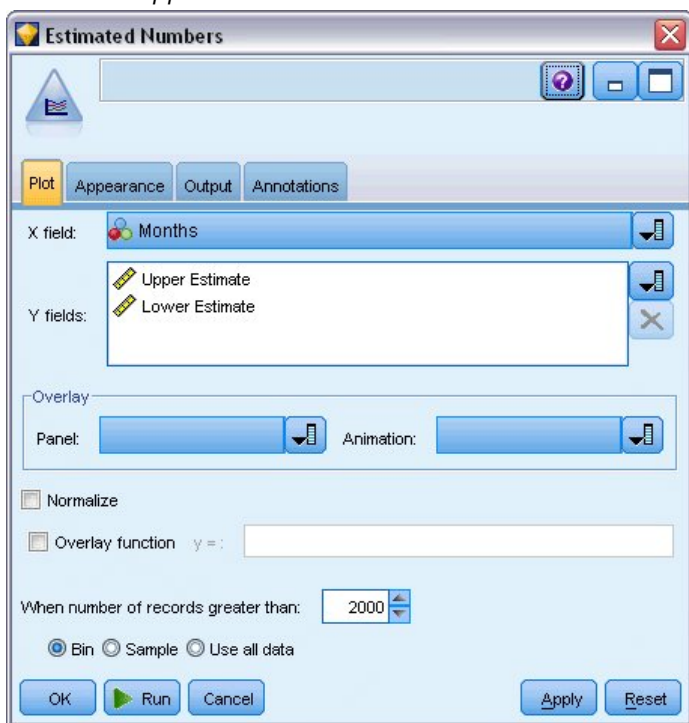 Estimated Numbers
Plot Appearance Output Annotations
X field: Months
Y fields: Upper Estimate
Lower Estimate
Overlay
Panel: Animation:
Normalize
Overlay function y = :
When number of records greater than: 2000
Bin Sample Use all data
OK Run Cancel Apply Reset